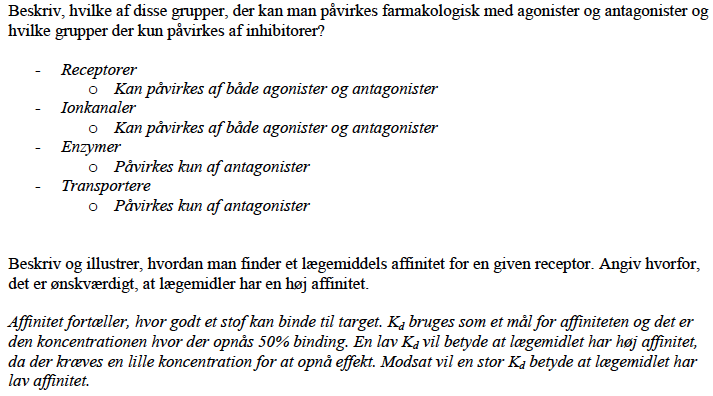 Beskriv, hvilke af disse grupper, der kan man påvirkes farmakologisk med agonister og antagonister og
hvilke grupper der kun påvirkes af inhibitorer?
- Receptorer
o Kan påvirkes af både agonister og antagonister
- Ionkanaler
o Kan påvirkes af både agonister og antagonister
- Enzymer
o Påvirkes kun af antagonister
- Transportere
o Påvirkes kun af antagonister
Beskriv og illustrer, hvordan man finder et lægemiddels affinitet for en given receptor. Angiv hvorfor,
det er ønskværdigt, at lægemidler har en høj affinitet.
Affinitet fortæller, hvor godt et stof kan binde til target. Kd bruges som et mål for affiniteten og det er
den koncentrationen hvor der opnås 50% binding. En lav Kd vil betyde at lægemidlet har høj affinitet,
da der kræves en lille koncentration for at opnå effekt. Modsat vil en stor Kd betyde at lægemidlet har
lav affinitet.